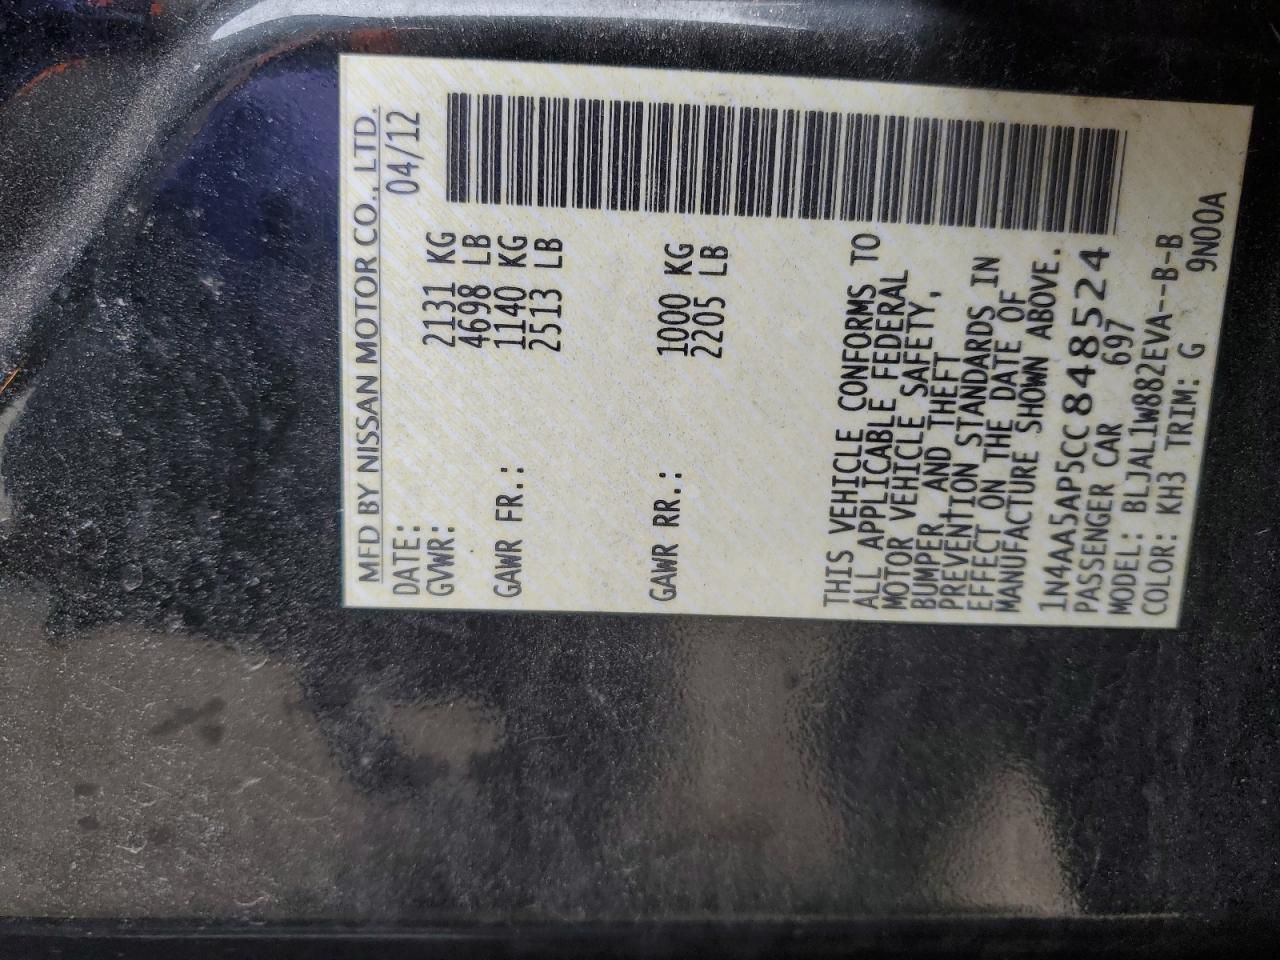 MFD BY NISSAN MOTOR CO., LTD.
DATE: 04/12
GVWR: 2131 KG
4698 LB
GAWR FR.: 1140 KG
2513 LB
GAWR RR.: 1000 KG
2205 LB
THIS VEHICLE CONFORMS TO
ALL APPLICABLE FEDERAL
MOTOR VEHICLE SAFETY,
BUMPER AND THEFT
PREVENTION STANDARDS IN
EFFECT ON THE DATE OF
MANUFACTURE SHOWN ABOVE.
1N4AA5AP5CC848524
PASSENGER CAR 697
MODEL: BLJAL1W882EVA--B-B
COLOR: KH3 TRIM: G 9N00A